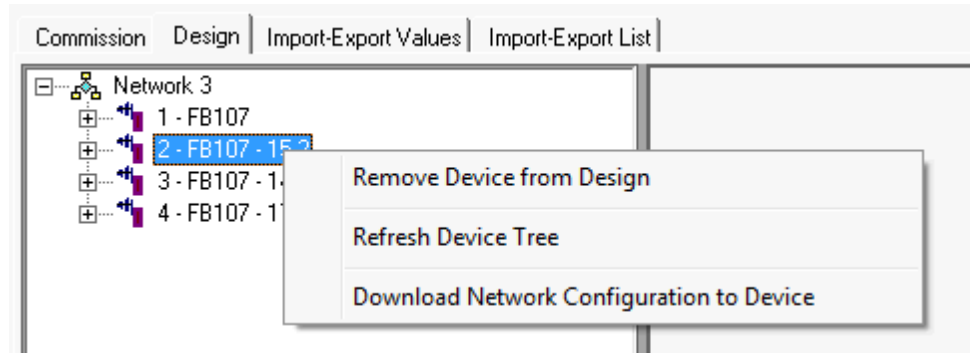 Commission Design Import-Export Values Import-Export List
Network 3
1 - FB107
2 - FB107 - 15.2
3 - FB107 - 1
4 - FB107 - 1
Remove Device from Design
Refresh Device Tree
Download Network Configuration to Device